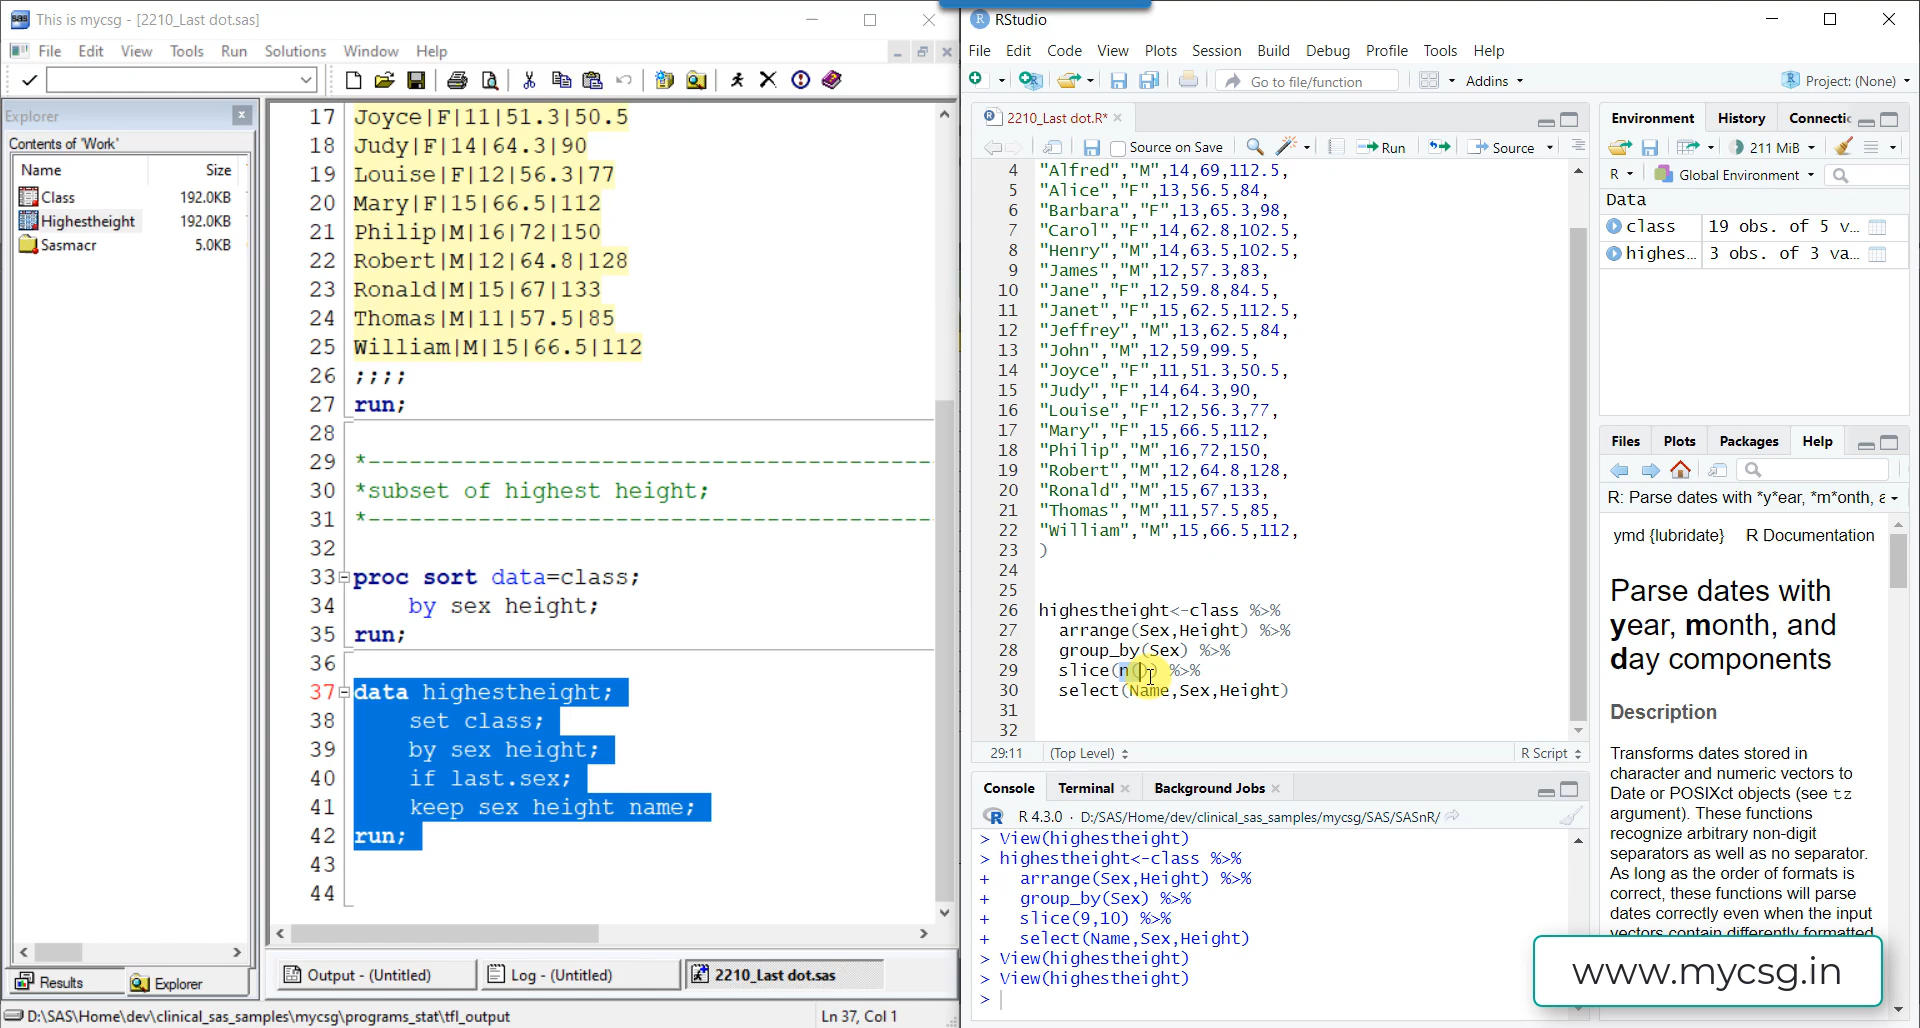 This is mycsg - [2210_Last dot.sas]
File Edit View Tools Run Solutions Window Help
Explorer
Contents of 'Work'
Name Size
Class 192.0KB
Highestheight 192.0KB
Sasmacr 5.0KB
17 Joyce|F|11|51.3|50.5
18 Judy|F|14|64.3|90
19 Louise|F|12|56.3|77
20 Mary|F|15|66.5|112
21 Philip|M|16|72|150
22 Robert|M|12|64.8|128
23 Ronald|M|15|67|133
24 Thomas|M|11|57.5|85
25 William|M|15|66.5|112
26 ;;;;
27 run;
28
29 *------------------------------------------
30 *subset of highest height;
31 *------------------------------------------
32
33 proc sort data=class;
34 by sex height;
35 run;
36
37 data highestheight;
38 set class;
39 by sex height;
40 if last.sex;
41 keep sex height name;
42 run;
43
44
Results Explorer
Output - (Untitled) Log - (Untitled) 2210_Last dot.sas
D:\SAS\Home\dev\clinical_sas_samples\mycsg\programs_stat\tfl_output Ln 37, Col 1
RStudio
File Edit Code View Plots Session Build Debug Profile Tools Help
Go to file/function Addins Project: (None)
2210_Last dot.R*
Source on Save Run Source
4 "Alfred","M",14,69,112.5,
5 "Alice","F",13,56.5,84,
6 "Barbara","F",13,65.3,98,
7 "Carol","F",14,62.8,102.5,
8 "Henry","M",14,63.5,102.5,
9 "James","M",12,57.3,83,
10 "Jane","F",12,59.8,84.5,
11 "Janet","F",15,62.5,112.5,
12 "Jeffrey","M",13,62.5,84,
13 "John","M",12,59,99.5,
14 "Joyce","F",11,51.3,50.5,
15 "Judy","F",14,64.3,90,
16 "Louise","F",12,56.3,77,
17 "Mary","F",15,66.5,112,
18 "Philip","M",16,72,150,
19 "Robert","M",12,64.8,128,
20 "Ronald","M",15,67,133,
21 "Thomas","M",11,57.5,85,
22 "William","M",15,66.5,112,
23 )
24
25
26 highestheight<-class %>%
27 arrange(Sex,Height) %>%
28 group_by(Sex) %>%
29 slice(n()) %>%
30 select(Name,Sex,Height)
31
32
29:11 (Top Level) R Script
Console Terminal Background Jobs
R 4.3.0 · D:/SAS/Home/dev/clinical_sas_samples/mycsg/SAS/SASnR/
> View(highestheight)
> highestheight<-class %>%
+ arrange(Sex,Height) %>%
+ group_by(Sex) %>%
+ slice(9,10) %>%
+ select(Name,Sex,Height)
> View(highestheight)
> View(highestheight)
>
Environment History Connectic
211 MiB
R Global Environment
Data
class 19 obs. of 5 v...
highes... 3 obs. of 3 va...
Files Plots Packages Help
R: Parse dates with *y*ear, *m*onth, a
ymd {lubridate} R Documentation
Parse dates with
year, month, and
day components
Description
Transforms dates stored in
character and numeric vectors to
Date or POSIXct objects (see tz
argument). These functions
recognize arbitrary non-digit
separators as well as no separator.
As long as the order of formats is
correct, these functions will parse
dates correctly even when the input
vectors contain differently formatted
www.mycsg.in